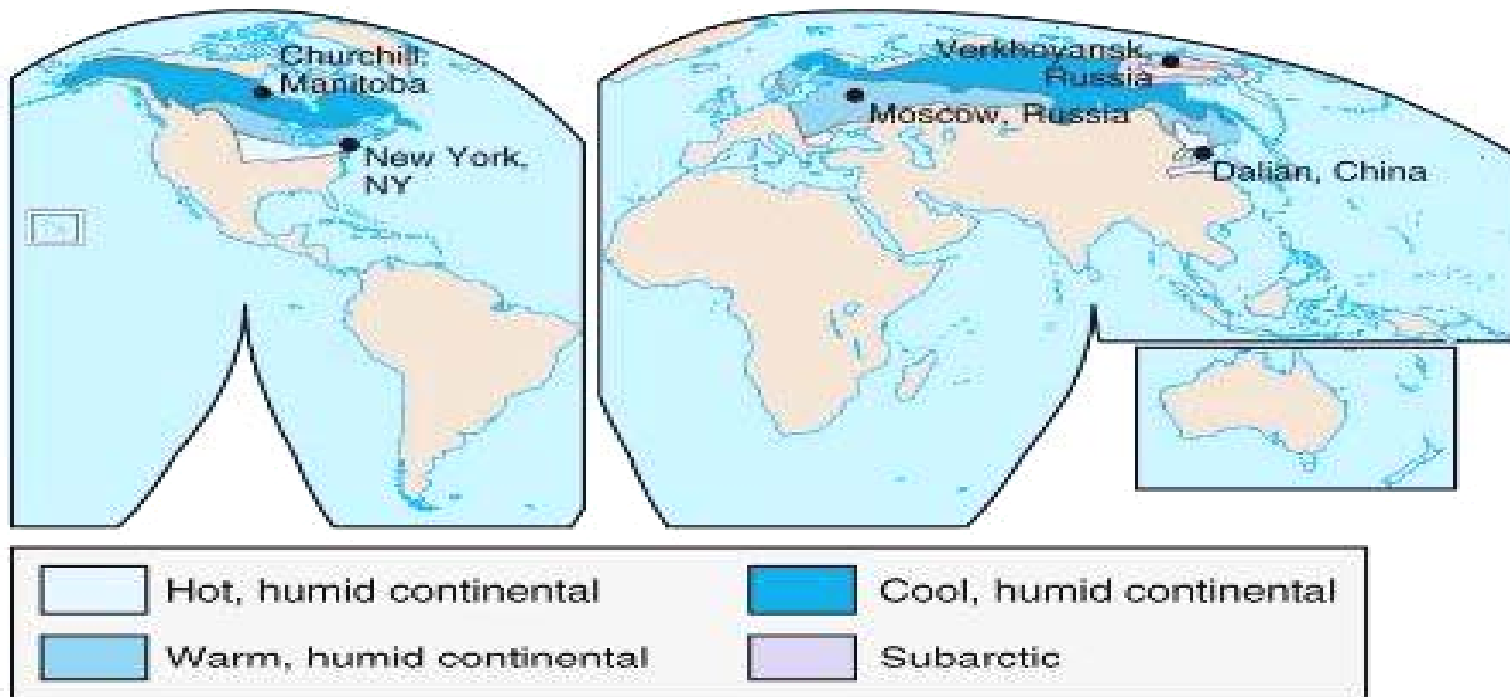 Churchill,
Manitoba
New York,
NY
Verkhoyansk,
Russia
Moscow, Russia
Dalian, China
Hot, humid continental
Cool, humid continental
Warm, humid continental
Subarctic